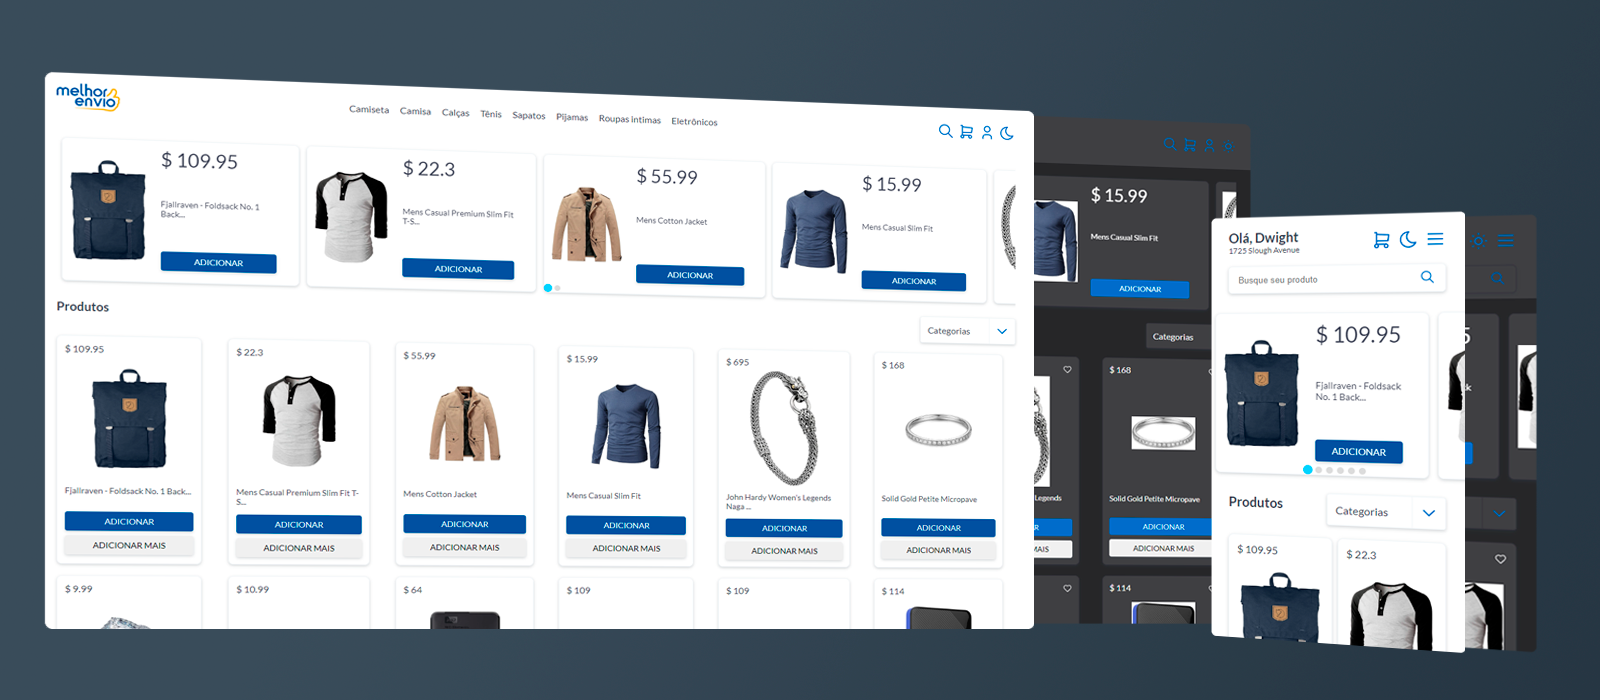 melhor
envio
Camiseta Camisa Calças Tênis Sapatos Pijamas Roupas intimas Eletrônicos
$ 109.95
Fjallraven - Foldsack No. 1
Back...
ADICIONAR
$ 22.3
Mens Casual Premium Slim Fit
T-S...
ADICIONAR
$ 55.99
Mens Cotton Jacket
ADICIONAR
$ 15.99
Mens Casual Slim Fit
ADICIONAR
Produtos
Categorias
$ 109.95
Fjallraven - Foldsack No. 1 Back...
ADICIONAR
ADICIONAR MAIS
$ 22.3
Mens Casual Premium Slim Fit T-
S...
ADICIONAR
ADICIONAR MAIS
$ 55.99
Mens Cotton Jacket
ADICIONAR
ADICIONAR MAIS
$ 15.99
Mens Casual Slim Fit
ADICIONAR
ADICIONAR MAIS
$ 695
John Hardy Women's Legends
Naga ...
ADICIONAR
ADICIONAR MAIS
$ 168
Solid Gold Petite Micropave
ADICIONAR
ADICIONAR MAIS
$ 9.99
$ 10.99
$ 64
$ 109
$ 109
$ 114
$ 15.99
Mens Casual Slim Fit
ADICIONAR
Categorias
Legends
R
MAIS
$ 168
Solid Gold Petite Micropave
ADICIONAR
ADICIONAR MAIS
$ 114
Olá, Dwight
1725 Slough Avenue
Busque seu produto
$ 109.95
Fjallraven - Foldsack
No. 1 Back...
ADICIONAR
Produtos
Categorias
$ 109.95
$ 22.3
5